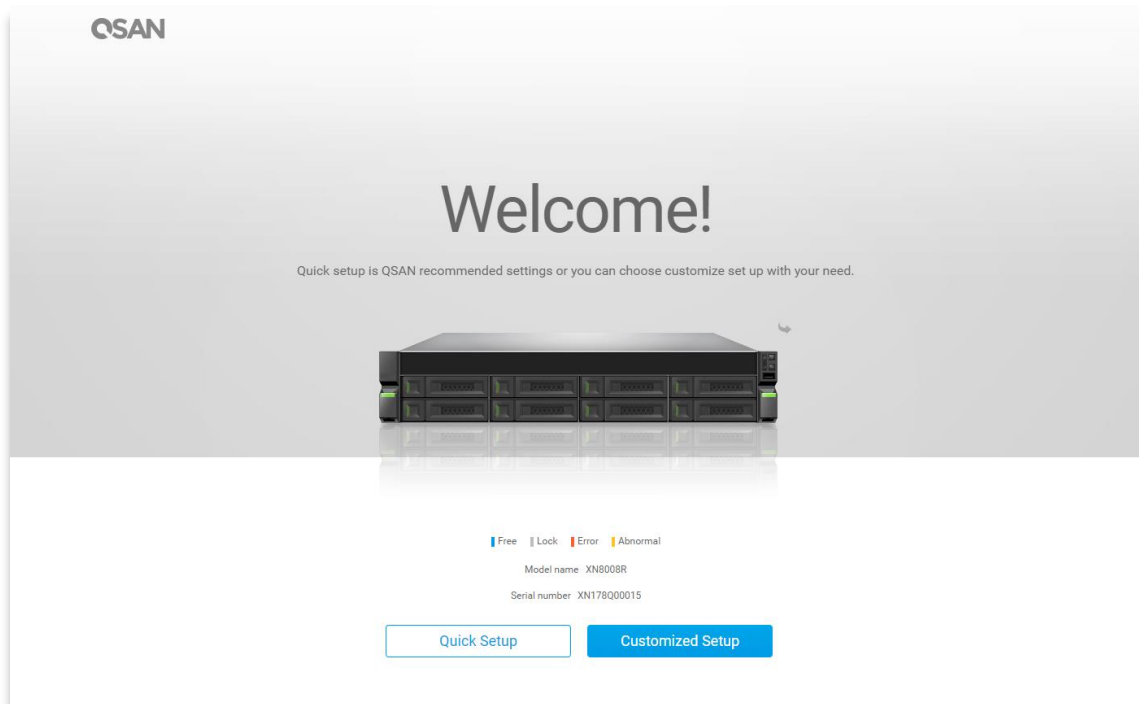 QSAN
Welcome!
Quick setup is QSAN recommended settings or you can choose customize set up with your need.
Free Lock Error Abnormal
Model name XN8008R
Serial number XN178Q00015
Quick Setup Customized Setup